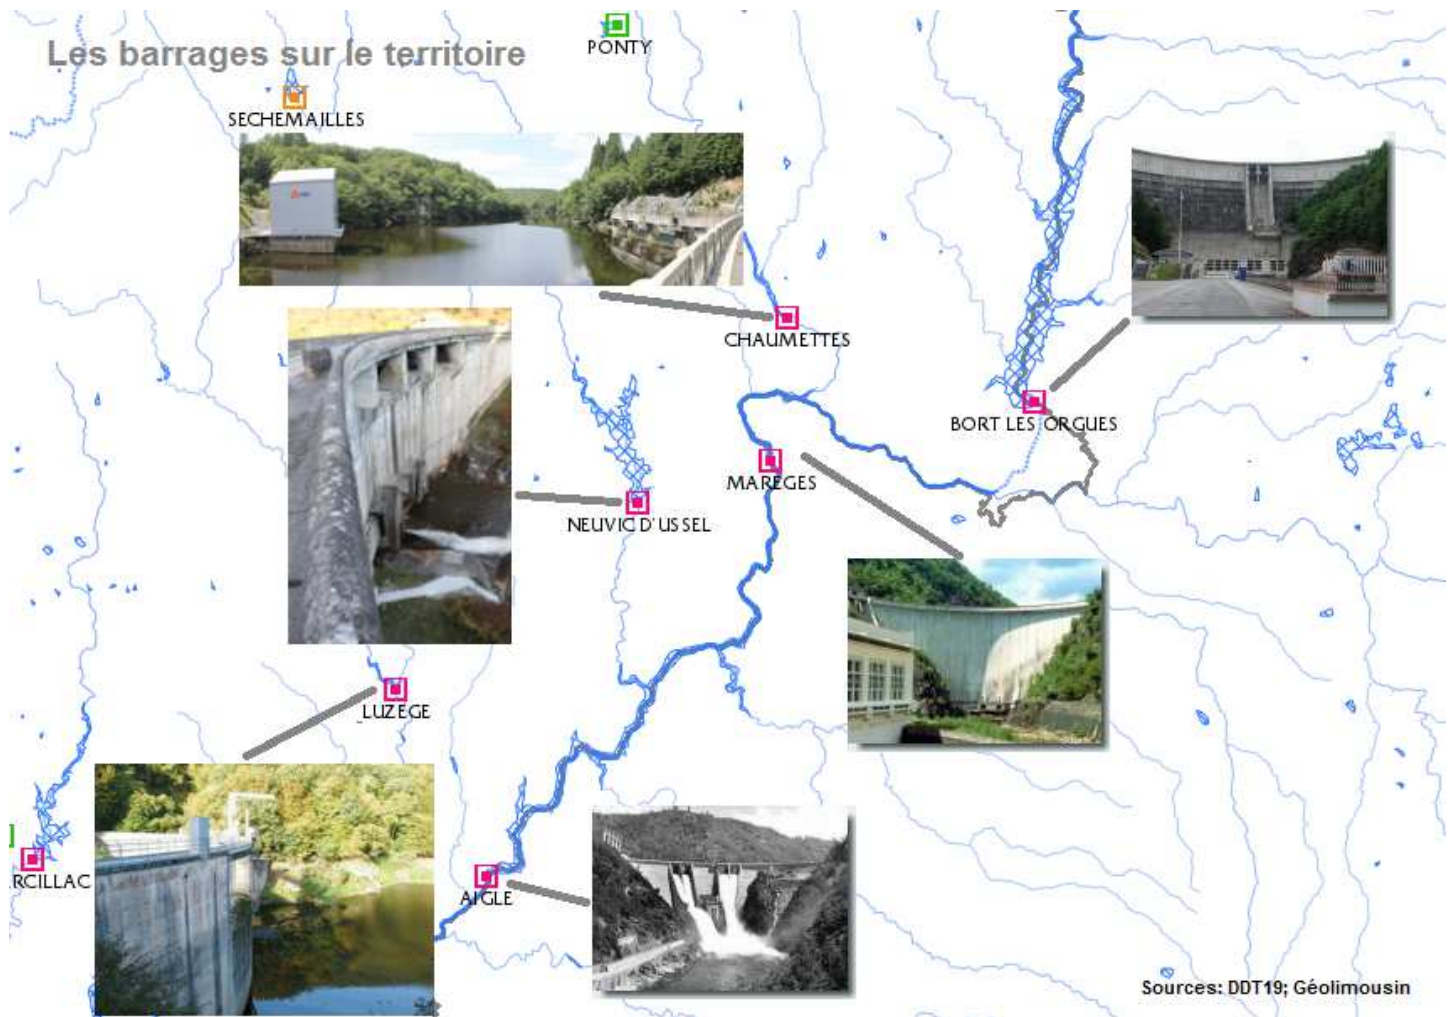 Les barrages sur le territoire
PONTY
SECHEMAILLES
CHAUMETTES
BORT LES ORGUES
MAREGES
NEUVIC D'USSEL
LUZEGE
RCILLAC
AIGLE
Sources: DDT19; Géolimousin